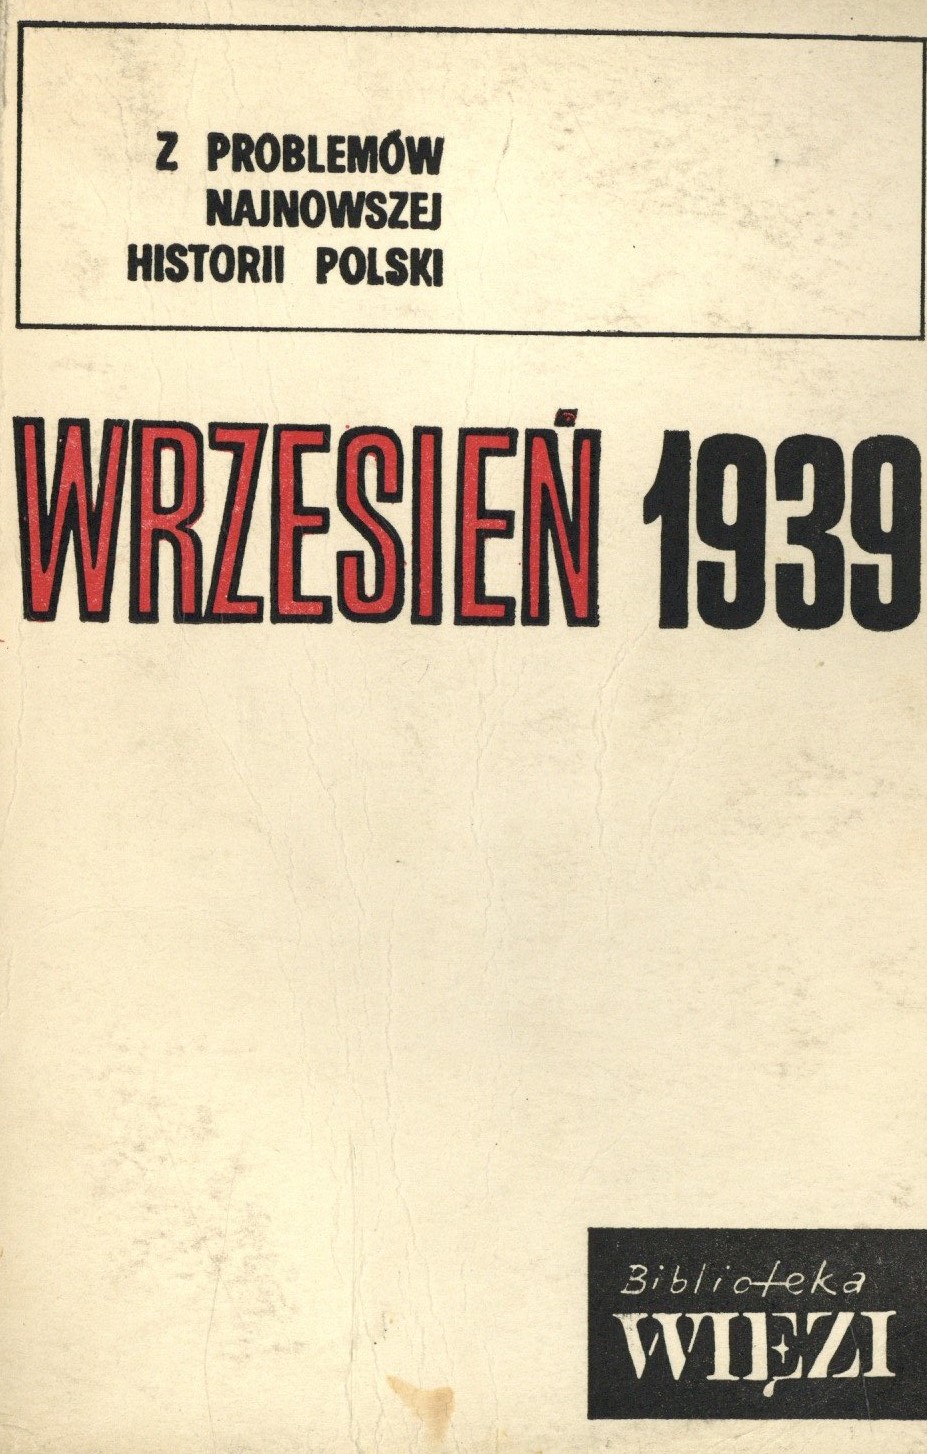 Z PROBLEMÓW
NAJNOWSZEJ
HISTORII POLSKI
WRZESIEŃ 1939
Biblioteka
WIĘZI